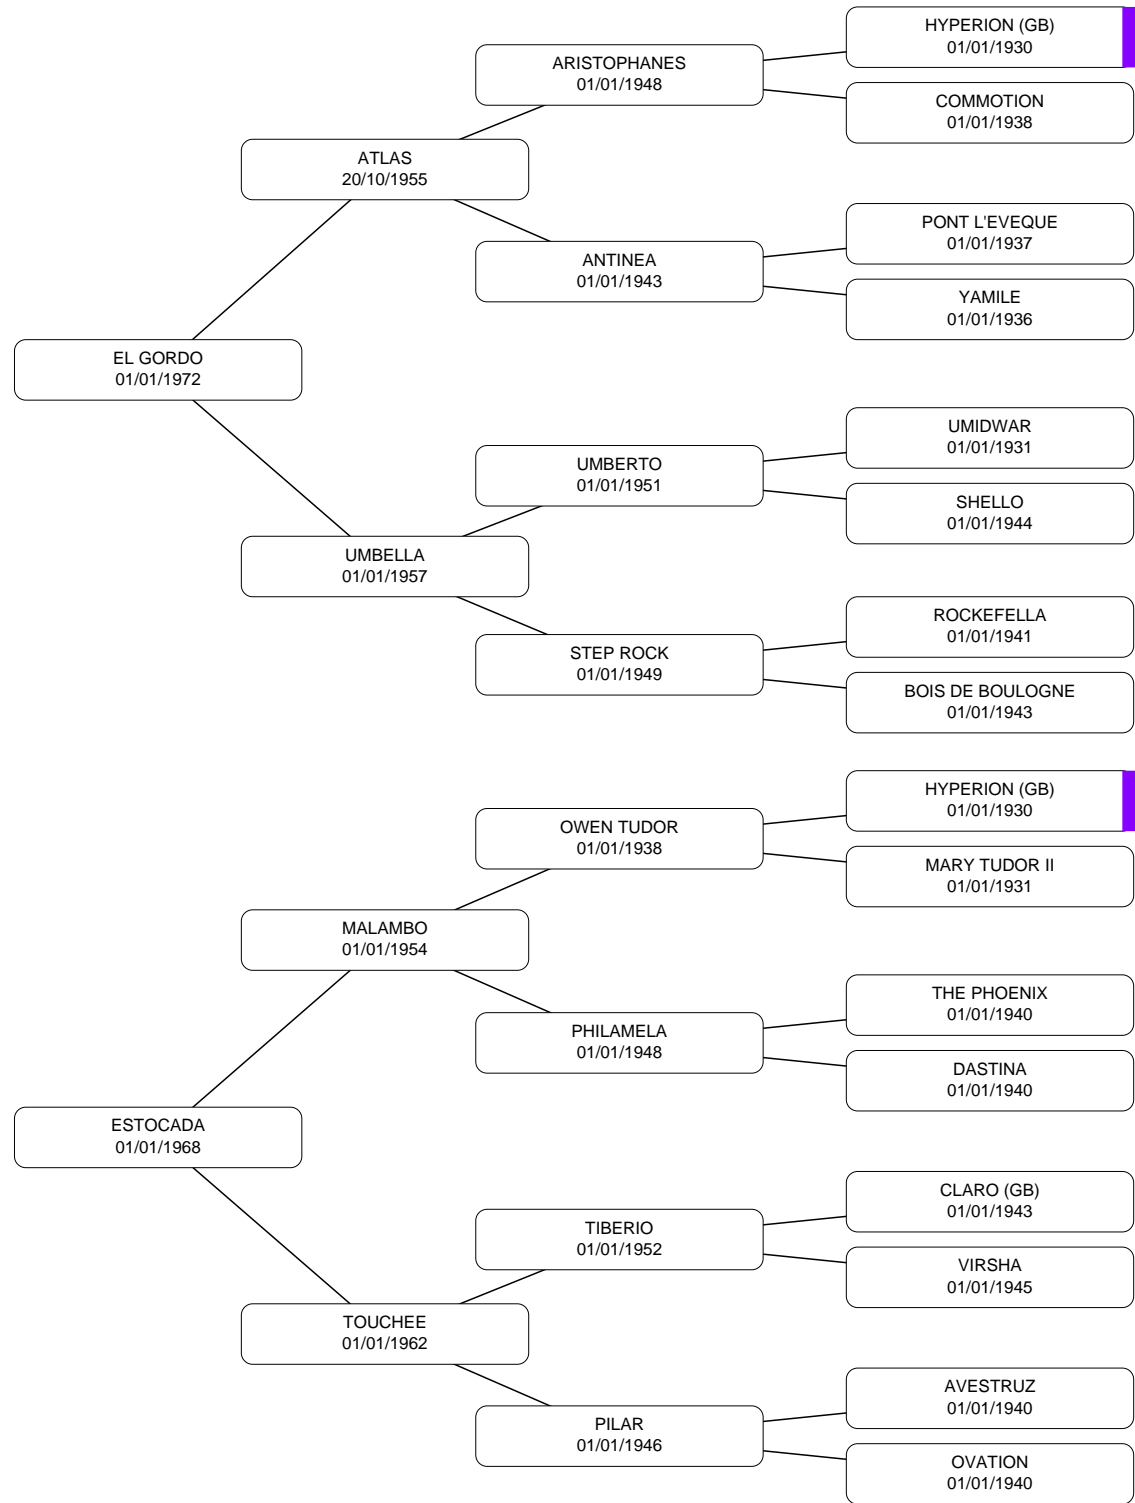 HYPERION (GB)
01/01/1930
ARISTOPHANES
01/01/1948
COMMOTION
01/01/1938
ATLAS
20/10/1955
PONT L'EVEQUE
01/01/1937
ANTINEA
01/01/1943
YAMILE
01/01/1936
EL GORDO
01/01/1972
UMIDWAR
01/01/1931
UMBERTO
01/01/1951
SHELLO
01/01/1944
UMBELLA
01/01/1957
ROCKEFELLA
01/01/1941
STEP ROCK
01/01/1949
BOIS DE BOULOGNE
01/01/1943
HYPERION (GB)
01/01/1930
OWEN TUDOR
01/01/1938
MARY TUDOR II
01/01/1931
MALAMBO
01/01/1954
THE PHOENIX
01/01/1940
PHILAMELA
01/01/1948
DASTINA
01/01/1940
ESTOCADA
01/01/1968
CLARO (GB)
01/01/1943
TIBERIO
01/01/1952
VIRSHA
01/01/1945
TOUCHEE
01/01/1962
AVESTRUZ
01/01/1940
PILAR
01/01/1946
OVATION
01/01/1940